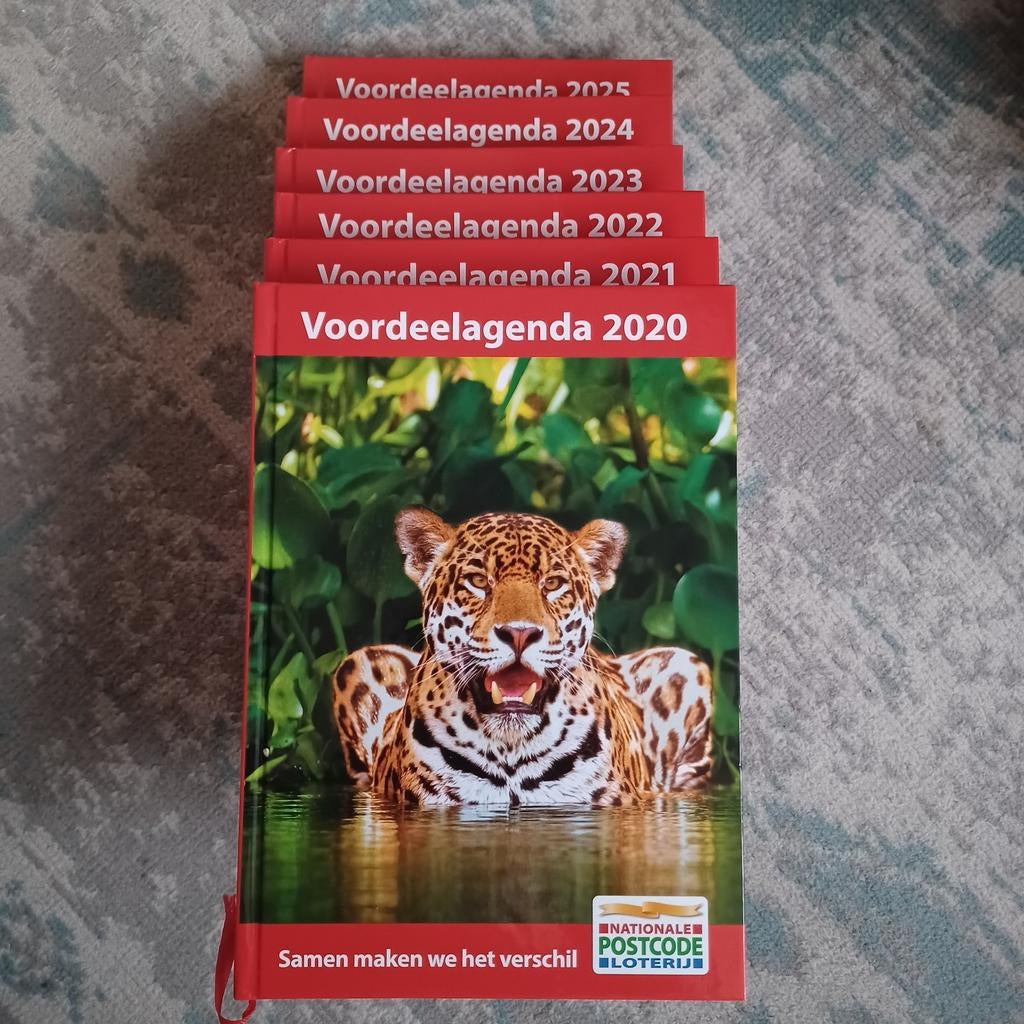 Voordeelagenda 2025
Voordeelagenda 2024
Voordeelagenda 2023
Voordeelagenda 2022
Voordeelagenda 2021
Voordeelagenda 2020
Samen maken we het verschil
NATIONALE
POSTCODE
LOTERIJ